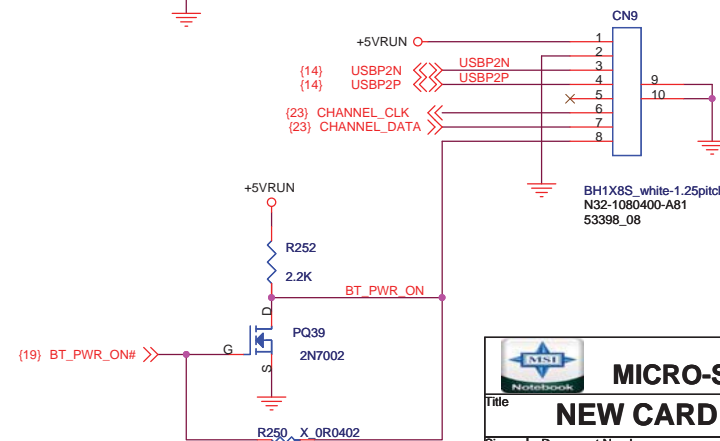 CN9
+5VRUN
1
2
{14} USBP2N USBP2N 3
{14} USBP2P USBP2P 4
5
{23} CHANNEL_CLK 6
{23} CHANNEL_DATA 7
8
9
10
BH1X8S_white-1.25pitch
N32-1080400-A81
53398_08
+5VRUN
R252
2.2K
BT_PWR_ON
D
PQ39
G
2N7002
S
{19} BT_PWR_ON#
R250 X_0R0402
MSI
Notebook
MICRO-S
Title
NEW CARD